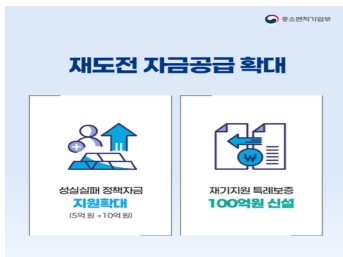 중소벤처기업부
재도전 자금공급 확대
성실실패 정책자금
지원확대
(5억 원→10억 원)
재기지원 특례보증
100억원 신설